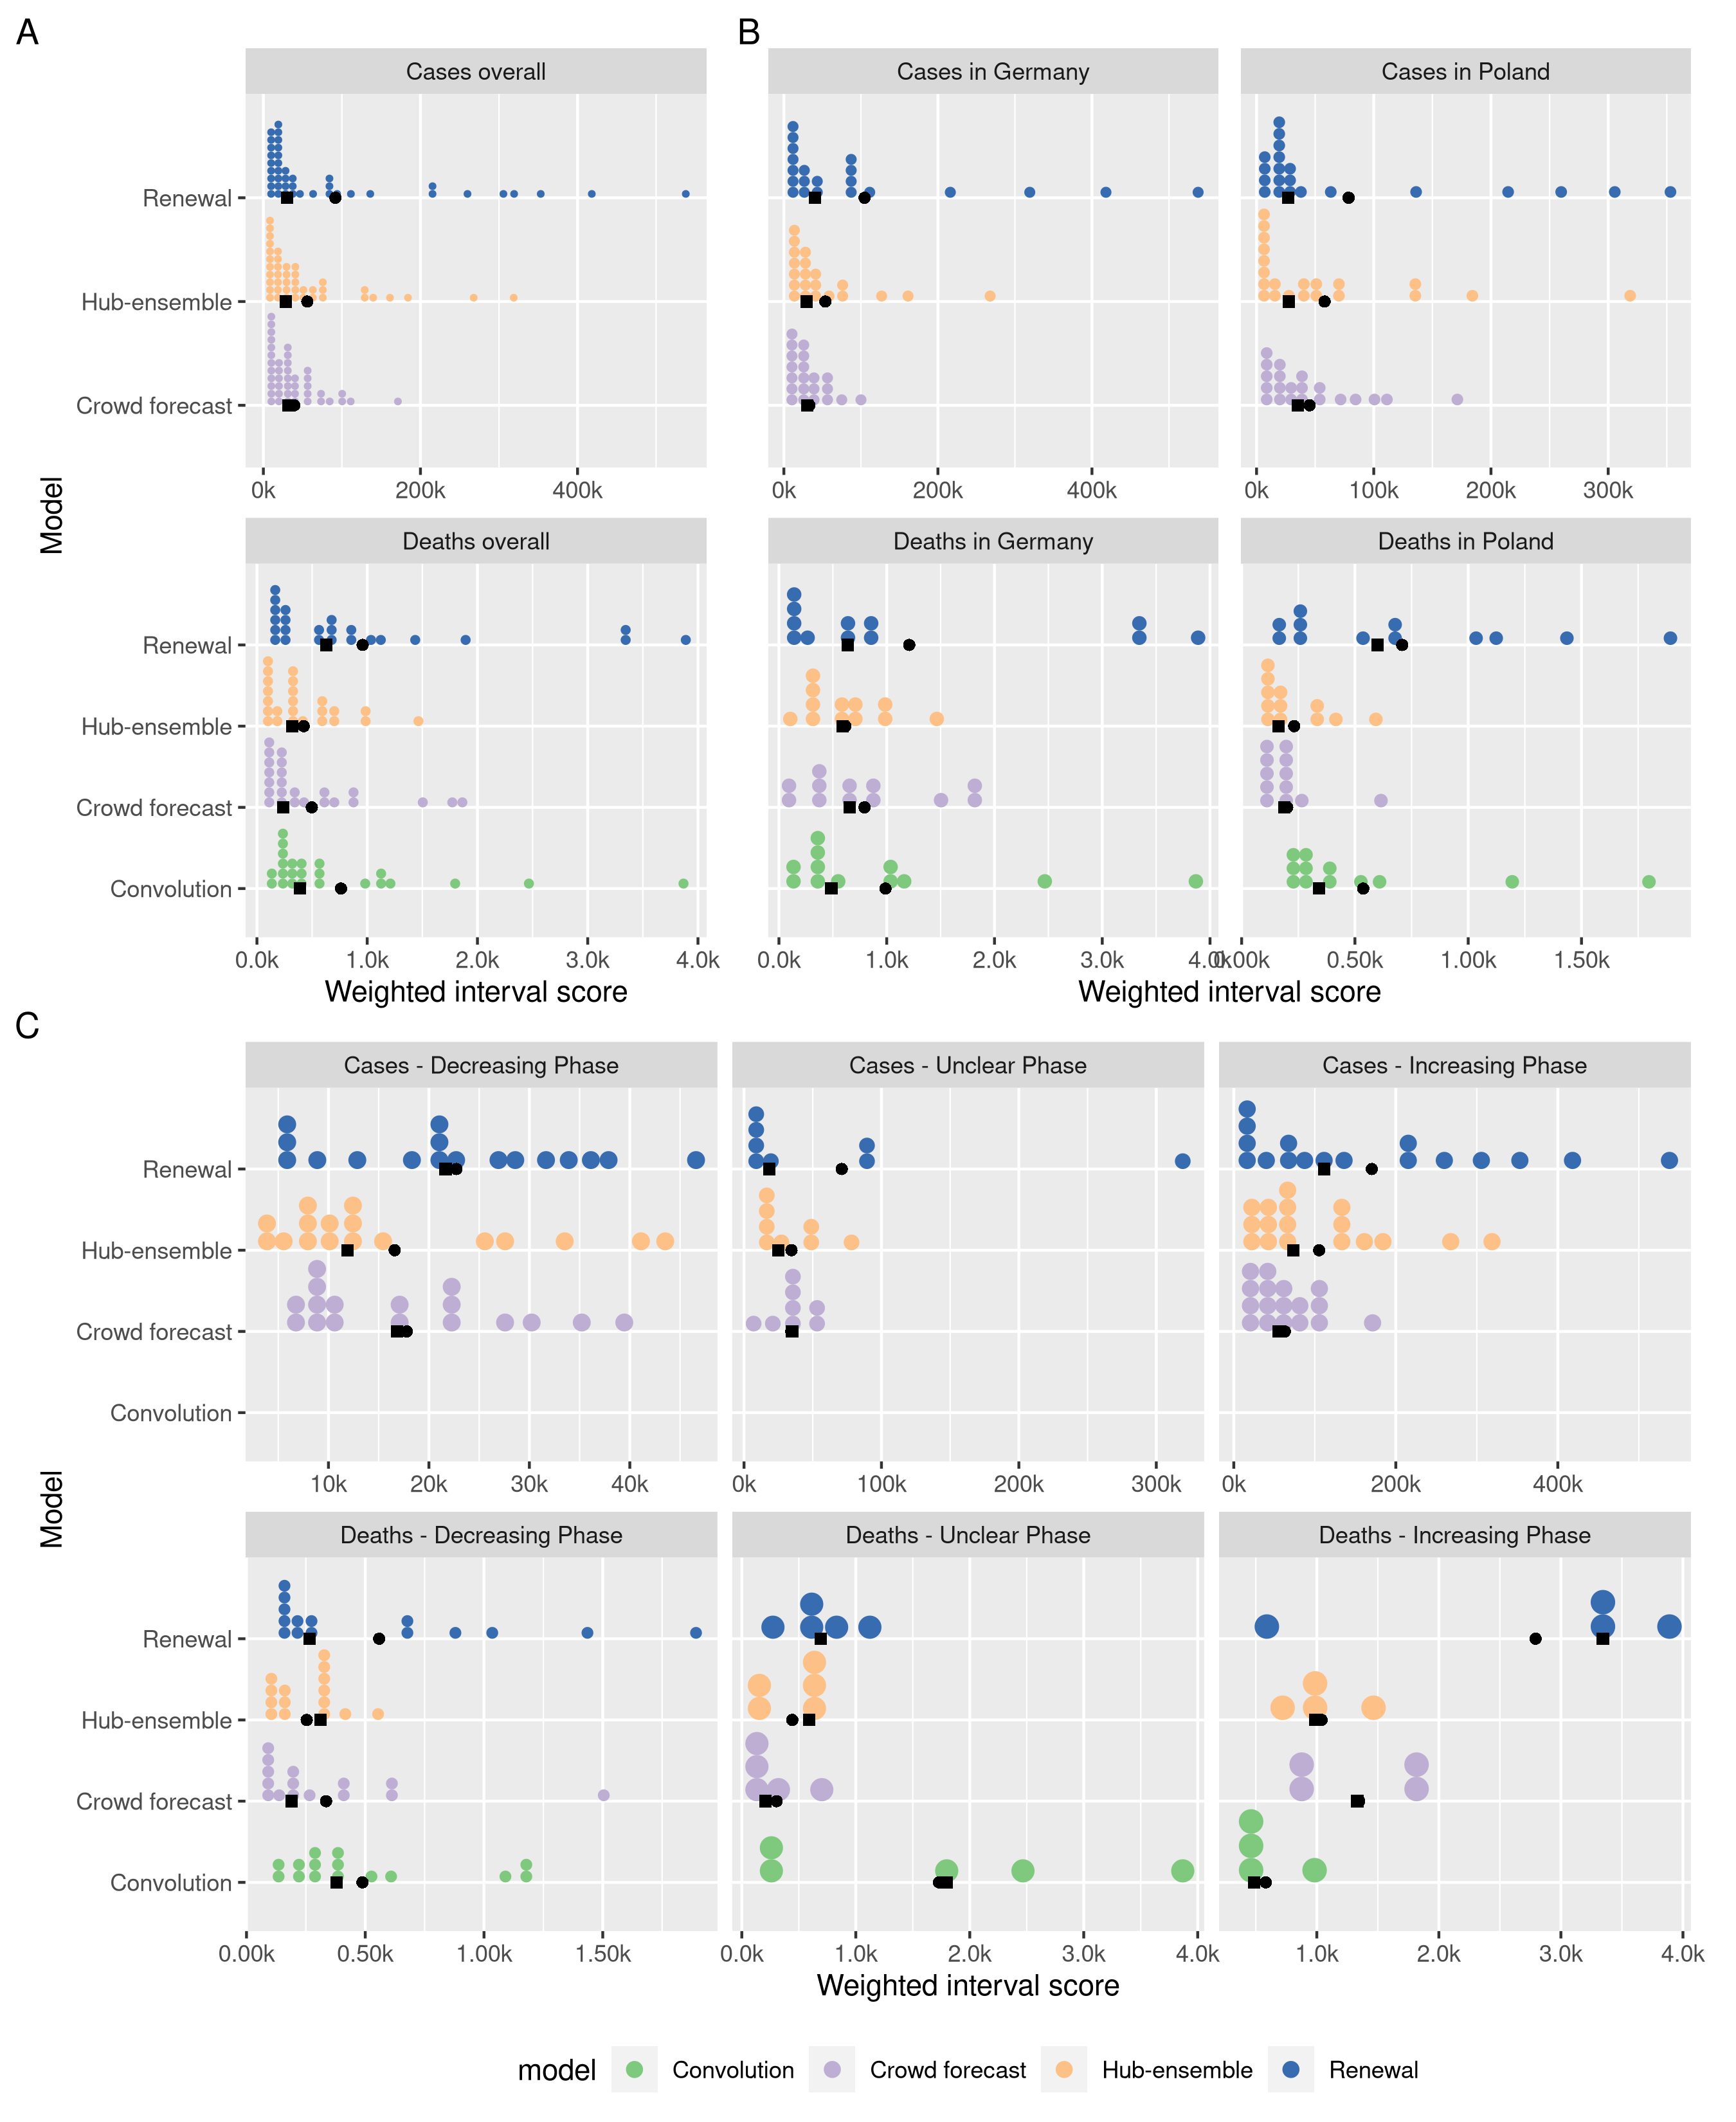 A
B
Cases overall
Cases in Germany
Cases in Poland
Renewal
Hub-ensemble
Crowd forecast
0k 200k 400k
0k 200k 400k
0k 100k 200k 300k
Model
Deaths overall
Deaths in Germany
Deaths in Poland
Renewal
Hub-ensemble
Crowd forecast
Convolution
0.0k 1.0k 2.0k 3.0k 4.0k
0.0k 1.0k 2.0k 3.0k 4.0k
0.00k 0.50k 1.00k 1.50k
Weighted interval score
Weighted interval score
C
Cases - Decreasing Phase
Cases - Unclear Phase
Cases - Increasing Phase
Renewal
Hub-ensemble
Crowd forecast
Convolution
10k 20k 30k 40k
0k 100k 200k 300k
0k 200k 400k
Model
Deaths - Decreasing Phase
Deaths - Unclear Phase
Deaths - Increasing Phase
Renewal
Hub-ensemble
Crowd forecast
Convolution
0.00k 0.50k 1.00k 1.50k
0.0k 1.0k 2.0k 3.0k 4.0k
1.0k 2.0k 3.0k 4.0k
Weighted interval score
model Convolution Crowd forecast Hub-ensemble Renewal